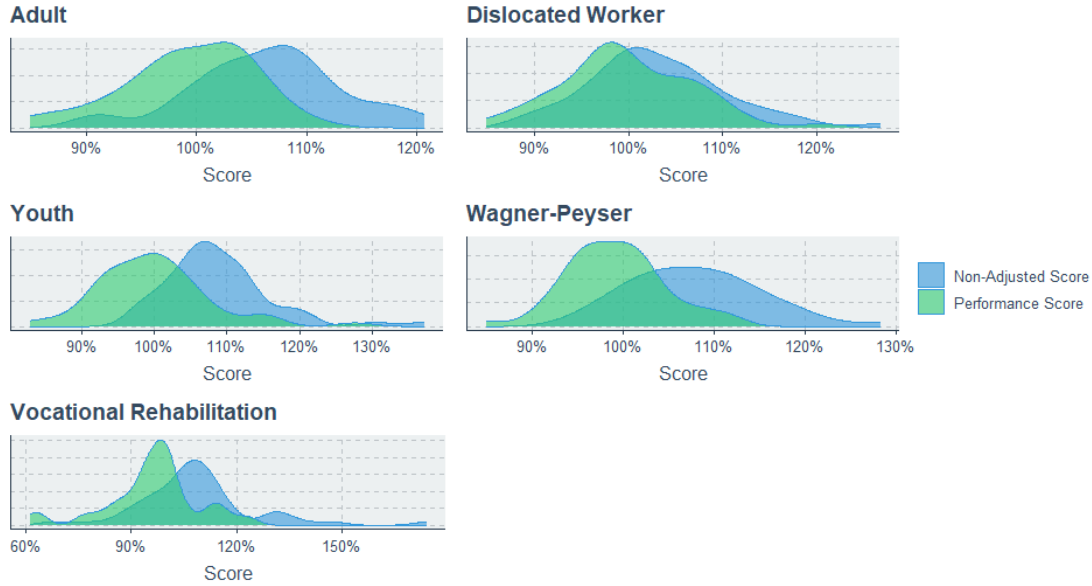 Adult
90% 100% 110% 120%
Score
Dislocated Worker
90% 100% 110% 120%
Score
Youth
90% 100% 110% 120% 130%
Score
Wagner-Peyser
90% 100% 110% 120% 130%
Score
Non-Adjusted Score
Performance Score
Vocational Rehabilitation
60% 90% 120% 150%
Score